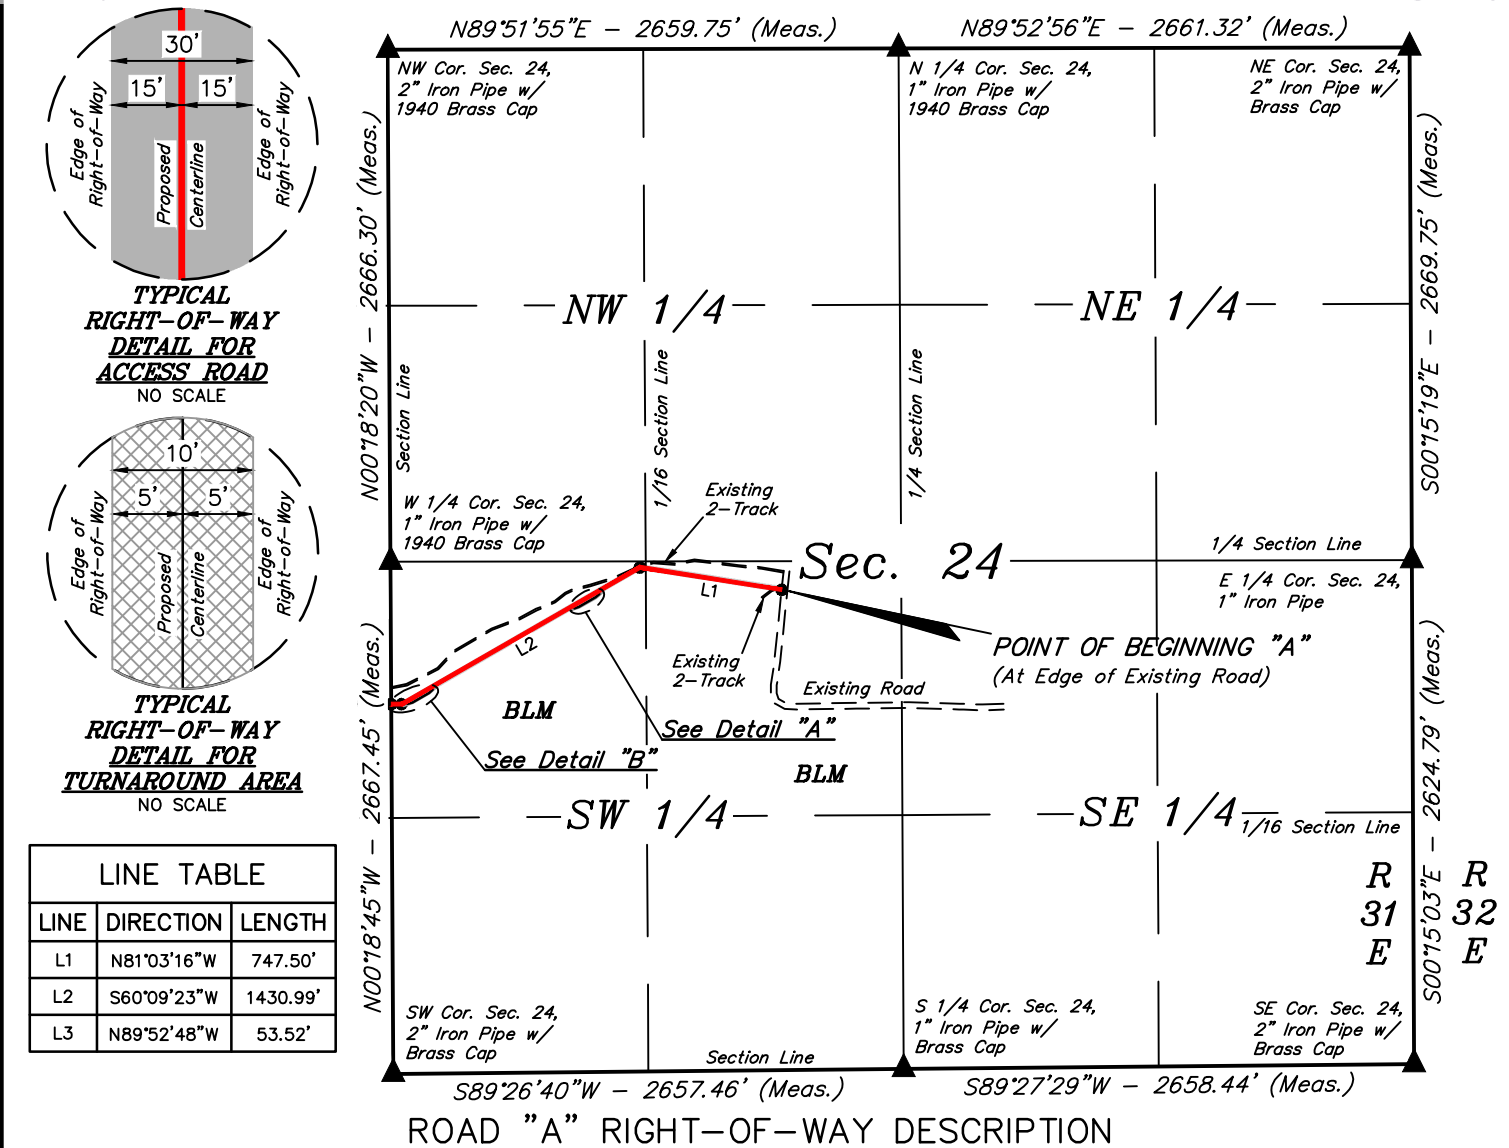 30'
15' 15'
Edge of
Right-of-Way
Proposed
Centerline
Edge of
Right-of-Way
TYPICAL
RIGHT-OF-WAY
DETAIL FOR
ACCESS ROAD
NO SCALE
10'
5' 5'
Edge of
Right-of-Way
Proposed
Centerline
Edge of
Right-of-Way
TYPICAL
RIGHT-OF-WAY
DETAIL FOR
TURNAROUND AREA
NO SCALE
LINE TABLE
LINE DIRECTION LENGTH
L1 N81°03'16"W 747.50'
L2 S60°09'23"W 1430.99'
L3 N89°52'48"W 53.52'
N89°51'55"E - 2659.75' (Meas.)
N89°52'56"E - 2661.32' (Meas.)
NW Cor. Sec. 24,
2" Iron Pipe w/
1940 Brass Cap
N 1/4 Cor. Sec. 24,
1" Iron Pipe w/
1940 Brass Cap
NE Cor. Sec. 24,
2" Iron Pipe w/
Brass Cap
N00°18'20"W - 2666.30' (Meas.)
S00°15'19"E - 2669.75' (Meas.)
NW 1/4
NE 1/4
Section Line
1/16 Section Line
1/4 Section Line
W 1/4 Cor. Sec. 24,
1" Iron Pipe w/
1940 Brass Cap
Existing
2-Track
Sec. 24
1/4 Section Line
E 1/4 Cor. Sec. 24,
1" Iron Pipe
L1
L2
Existing
2-Track
POINT OF BEGINNING "A"
(At Edge of Existing Road)
Existing Road
BLM
See Detail "A"
See Detail "B"
BLM
SW 1/4
SE 1/4
1/16 Section Line
N00°18'45"W - 2667.45' (Meas.)
S00°15'03"E - 2624.79' (Meas.)
R
31
E
R
32
E
SW Cor. Sec. 24,
2" Iron Pipe w/
Brass Cap
Section Line
S 1/4 Cor. Sec. 24,
1" Iron Pipe w/
Brass Cap
SE Cor. Sec. 24,
2" Iron Pipe w/
Brass Cap
S89°26'40"W - 2657.46' (Meas.)
S89°27'29"W - 2658.44' (Meas.)
ROAD "A" RIGHT-OF-WAY DESCRIPTION